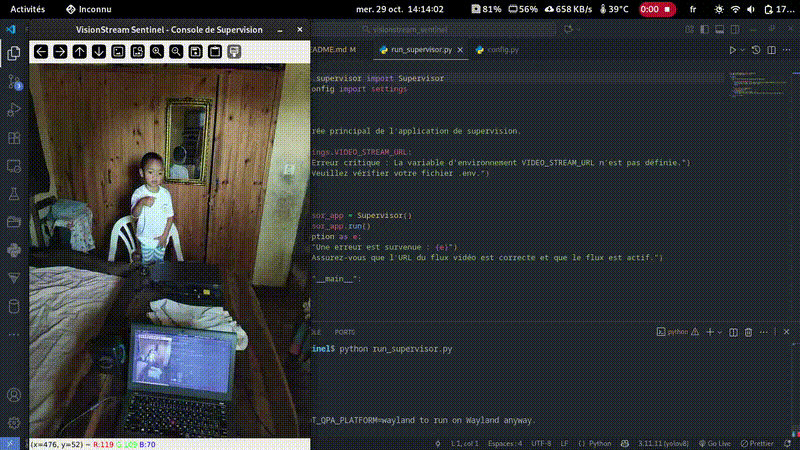 Activités
Inconnu
mer. 29 oct. 14:14:02
81%
56%
658 KB/s
39°C
0:00
fr
17…
VisionStream Sentinel - Console de Supervision
visionstream_sentinel
README.md M
run_supervisor.py
config.py
.supervisor import Supervisor
onfig import settings
rée principal de l'application de supervision.
ings.VIDEO_STREAM_URL:
Erreur critique : La variable d'environnement VIDEO_STREAM_URL n'est pas définie.")
Veuillez vérifier votre fichier .env.")
sor_app = Supervisor()
sor_app.run()
ption as e:
"Une erreur est survenue : {e}")
Assurez-vous que l'URL du flux vidéo est correcte et que le flux est actif.")
"__main__":
OLE
PORTS
python
inel$ python run_supervisor.py
QT_QPA_PLATFORM=wayland to run on Wayland anyway.
(x=476, y=52) ~ R:119 B:70
L 1, col 1
Espaces : 4
UTF-8
LF
{} Python
3.11.11 (yolov8)
Go Live
Prettier